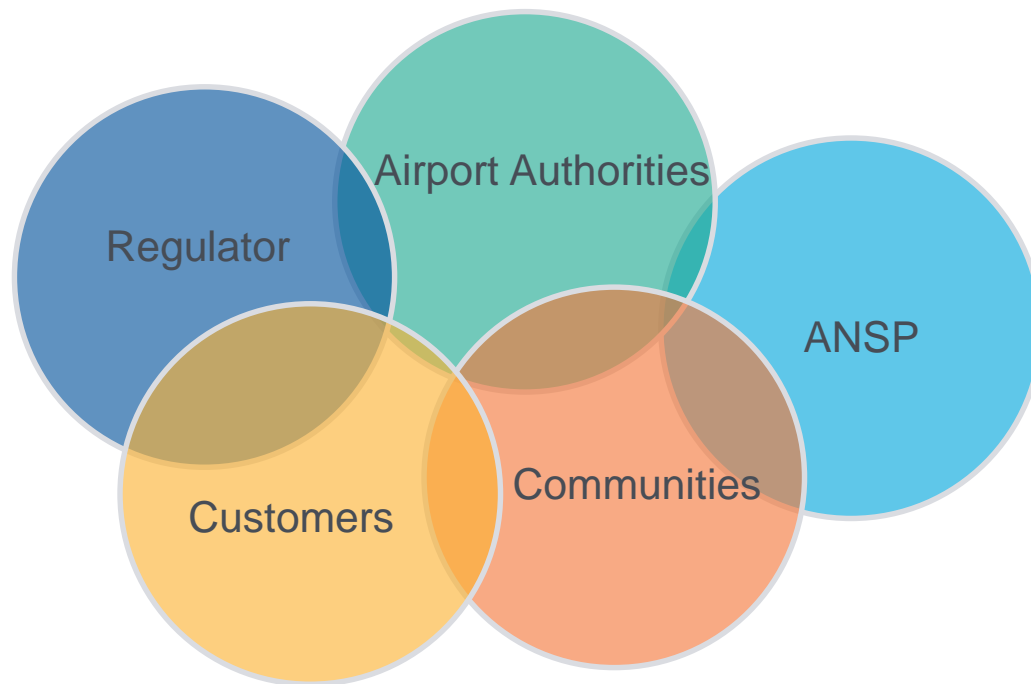 Airport Authorities
Regulator
ANSP
Communities
Customers